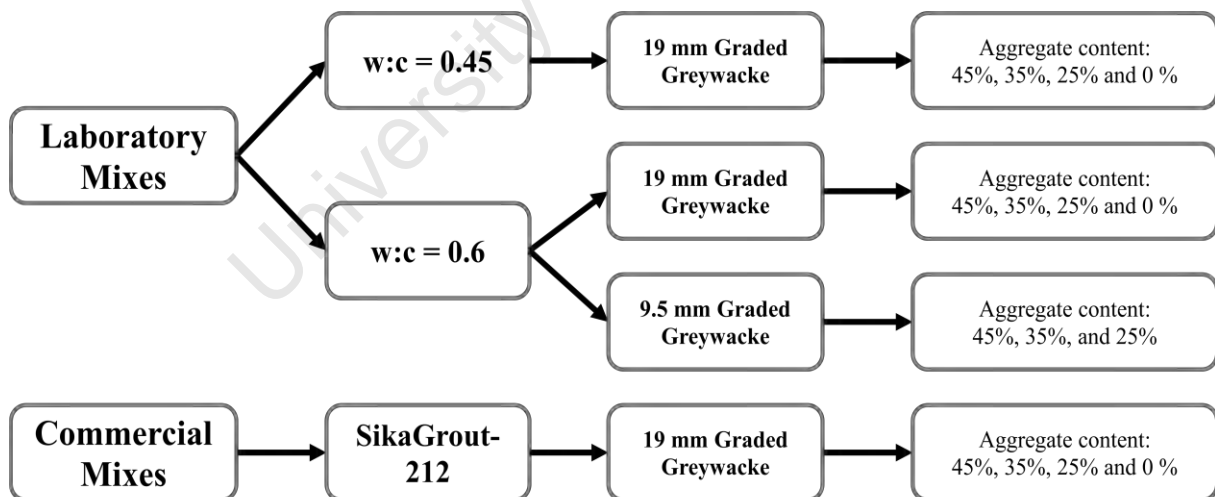 Laboratory
Mixes
w:c = 0.45
19 mm Graded
Greywacke
Aggregate content:
45%, 35%, 25% and 0 %
w:c = 0.6
19 mm Graded
Greywacke
Aggregate content:
45%, 35%, 25% and 0 %
9.5 mm Graded
Greywacke
Aggregate content:
45%, 35%, and 25%
Commercial
Mixes
SikaGrout-
212
19 mm Graded
Greywacke
Aggregate content:
45%, 35%, 25% and 0 %
University